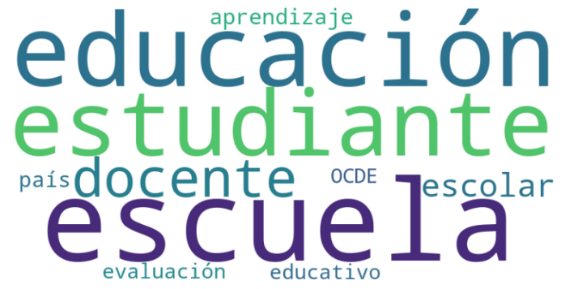 aprendizaje
educación
estudiante
país docente OCDE escolar
escuela
evaluación educativo